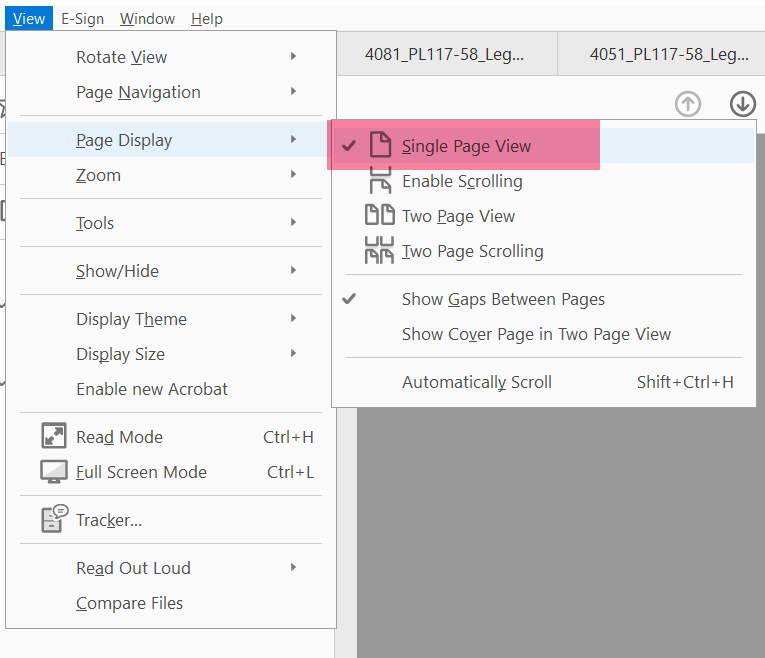 View E-Sign Window Help
4081_PL117-58_Leg... 4051_PL117-58_Leg...
Rotate View
Page Navigation
Page Display
Zoom
Tools
Show/Hide
Display Theme
Display Size
Enable new Acrobat
Read Mode Ctrl+H
Full Screen Mode Ctrl+L
Tracker...
Read Out Loud
Compare Files
Single Page View
Enable Scrolling
Two Page View
Two Page Scrolling
Show Gaps Between Pages
Show Cover Page in Two Page View
Automatically Scroll Shift+Ctrl+H